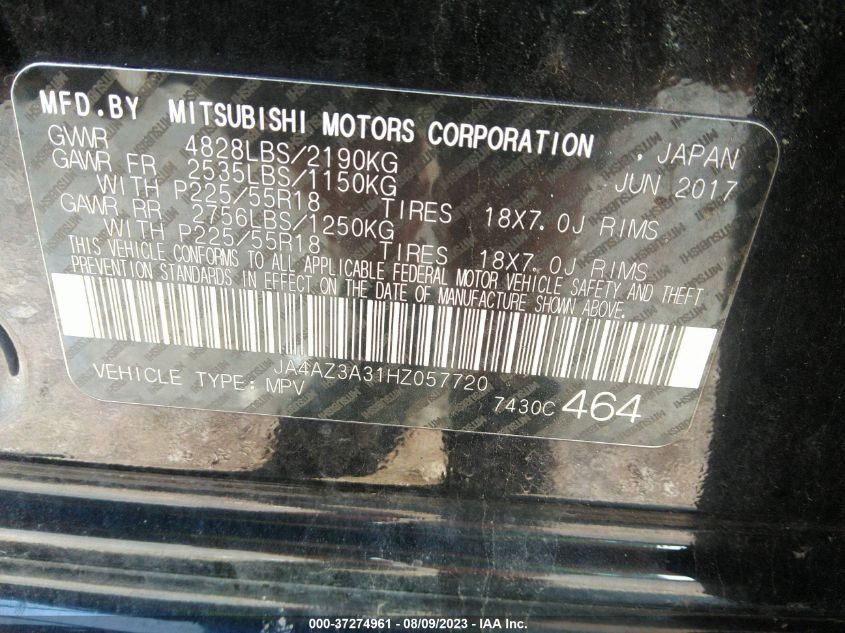 MFD.BY MITSUBISHI MOTORS CORPORATION , JAPAN
GVWR 4828LBS/2190KG JUN 2017
GAWR FR 2535LBS/1150KG
WITH P225/55R18 TIRES 18X7.0J RIMS
GAWR RR 2756LBS/1250KG
WITH P225/55R18 TIRES 18X7.0J RIMS
THIS VEHICLE CONFORMS TO ALL APPLICABLE FEDERAL MOTOR VEHICLE SAFETY AND THEFT
PREVENTION STANDARDS IN EFFECT ON THE DATE OF MANUFACTURE SHOWN ABOVE.
JA4AZ3A31HZ057720
VEHICLE TYPE: MPV 7430C 464
000-37274961 - 08/09/2023 - IAA Inc.